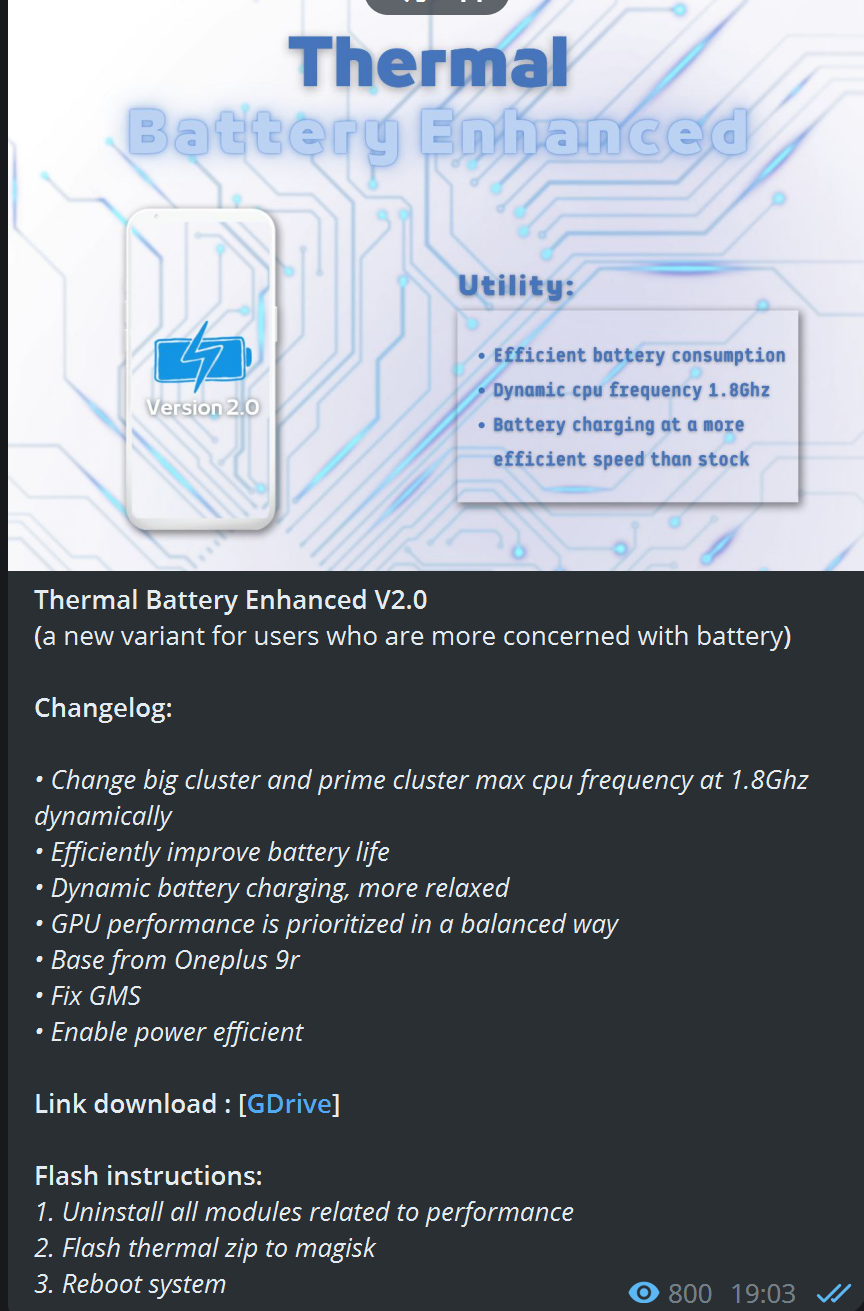 Thermal
Battery Enhanced
Version 2.0
Utility:
• Efficient battery consumption
• Dynamic cpu frequency 1.8Ghz
• Battery charging at a more
efficient speed than stock
Thermal Battery Enhanced V2.0
(a new variant for users who are more concerned with battery)
Changelog:
• Change big cluster and prime cluster max cpu frequency at 1.8Ghz
dynamically
• Efficiently improve battery life
• Dynamic battery charging, more relaxed
• GPU performance is prioritized in a balanced way
• Base from Oneplus 9r
• Fix GMS
• Enable power efficient
Link download : [GDrive]
Flash instructions:
1. Uninstall all modules related to performance
2. Flash thermal zip to magisk
3. Reboot system
800 19:03